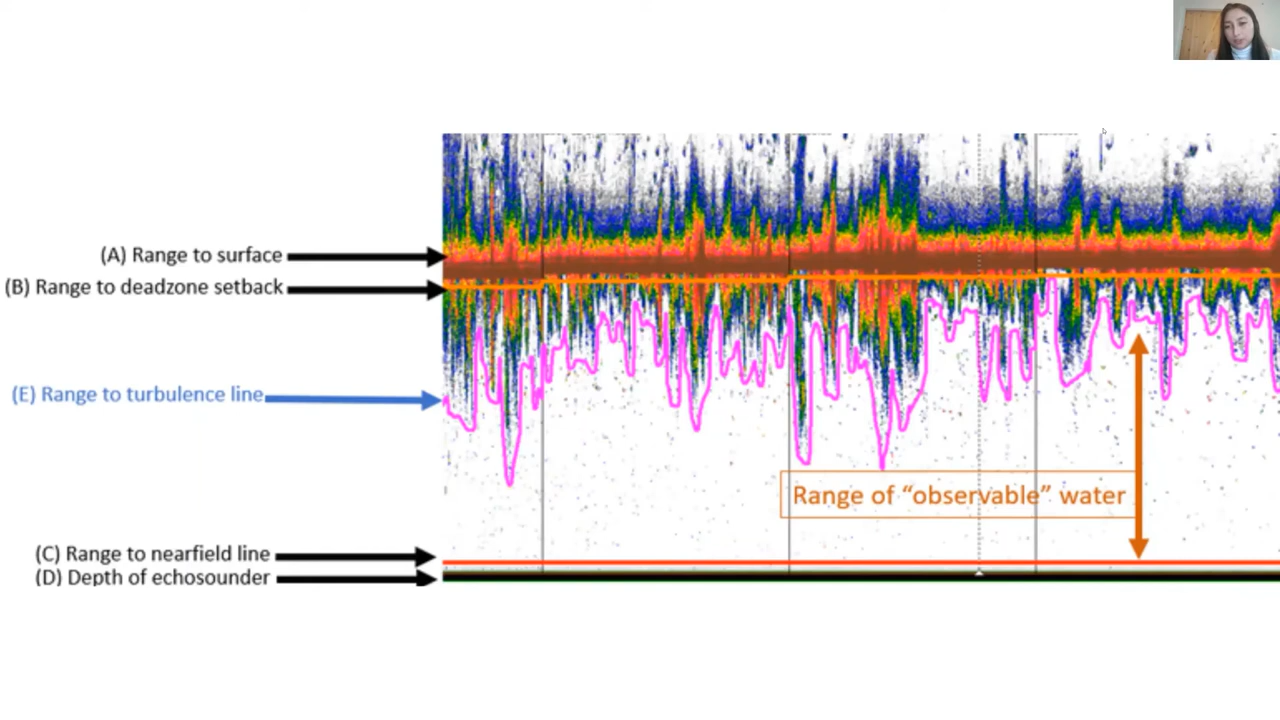 (A) Range to surface
(B) Range to deadzone setback
(E) Range to turbulence line
Range of “observable” water
(C) Range to nearfield line
(D) Depth of echosounder